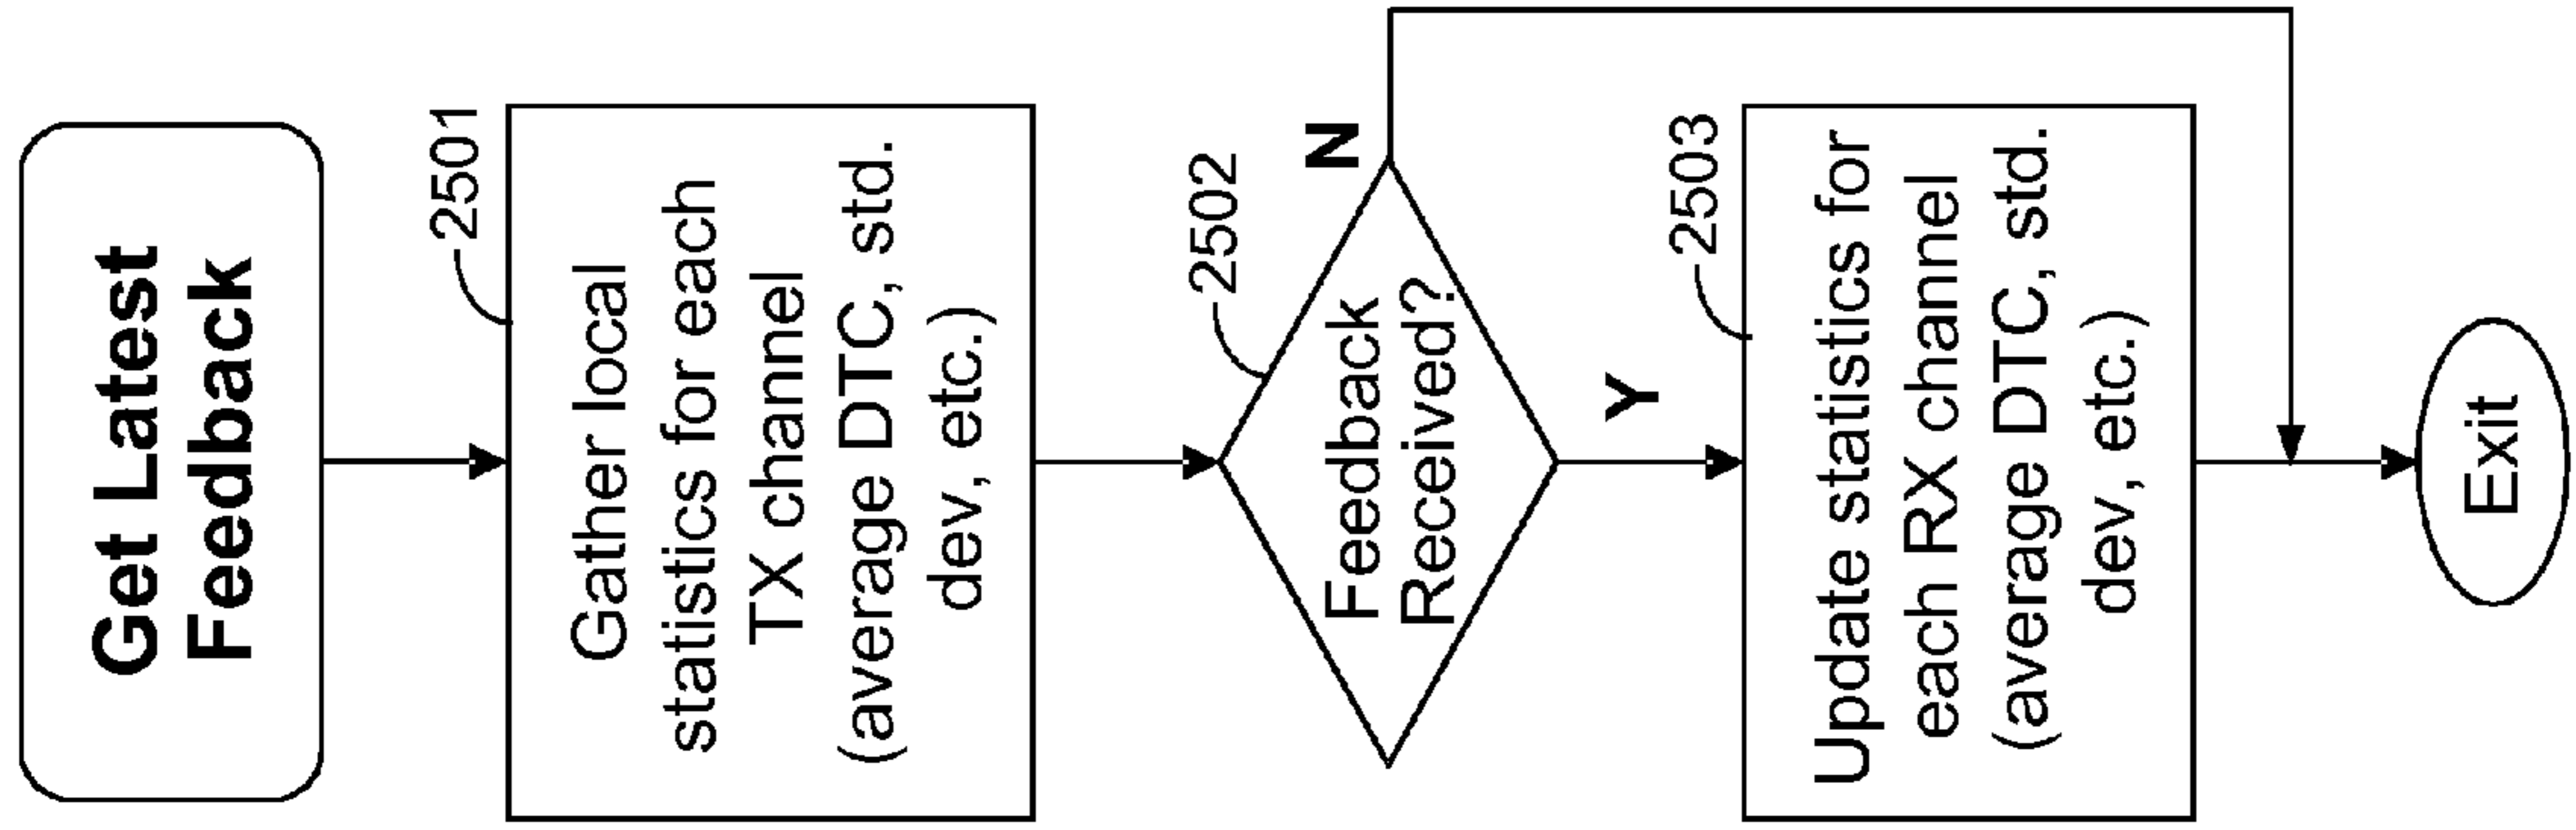 Get Latest
Feedback
2501
Gather local
statistics for each
TX channel
(average DTC, std.
dev, etc.)
2502
Feedback
Received?
N
Y
2503
Update statistics for
each RX channel
(average DTC, std.
dev, etc.)
Exit